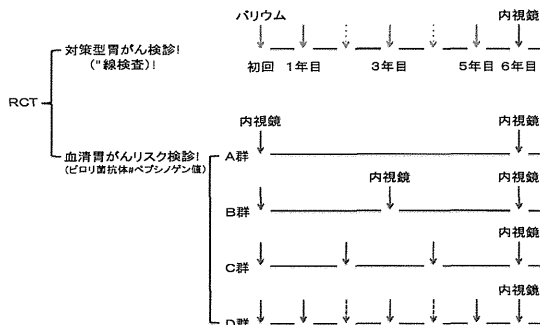 バリウム 内視鏡
対策型胃がん検診!
("線検査)!
初回 1年目 3年目 5年目 6年目
RCT
内視鏡 内視鏡
血清胃がんリスク検診!
(ピロリ菌抗体#ペプシノゲン値)
A群
内視鏡 内視鏡
B群
内視鏡
C群
内視鏡
D群